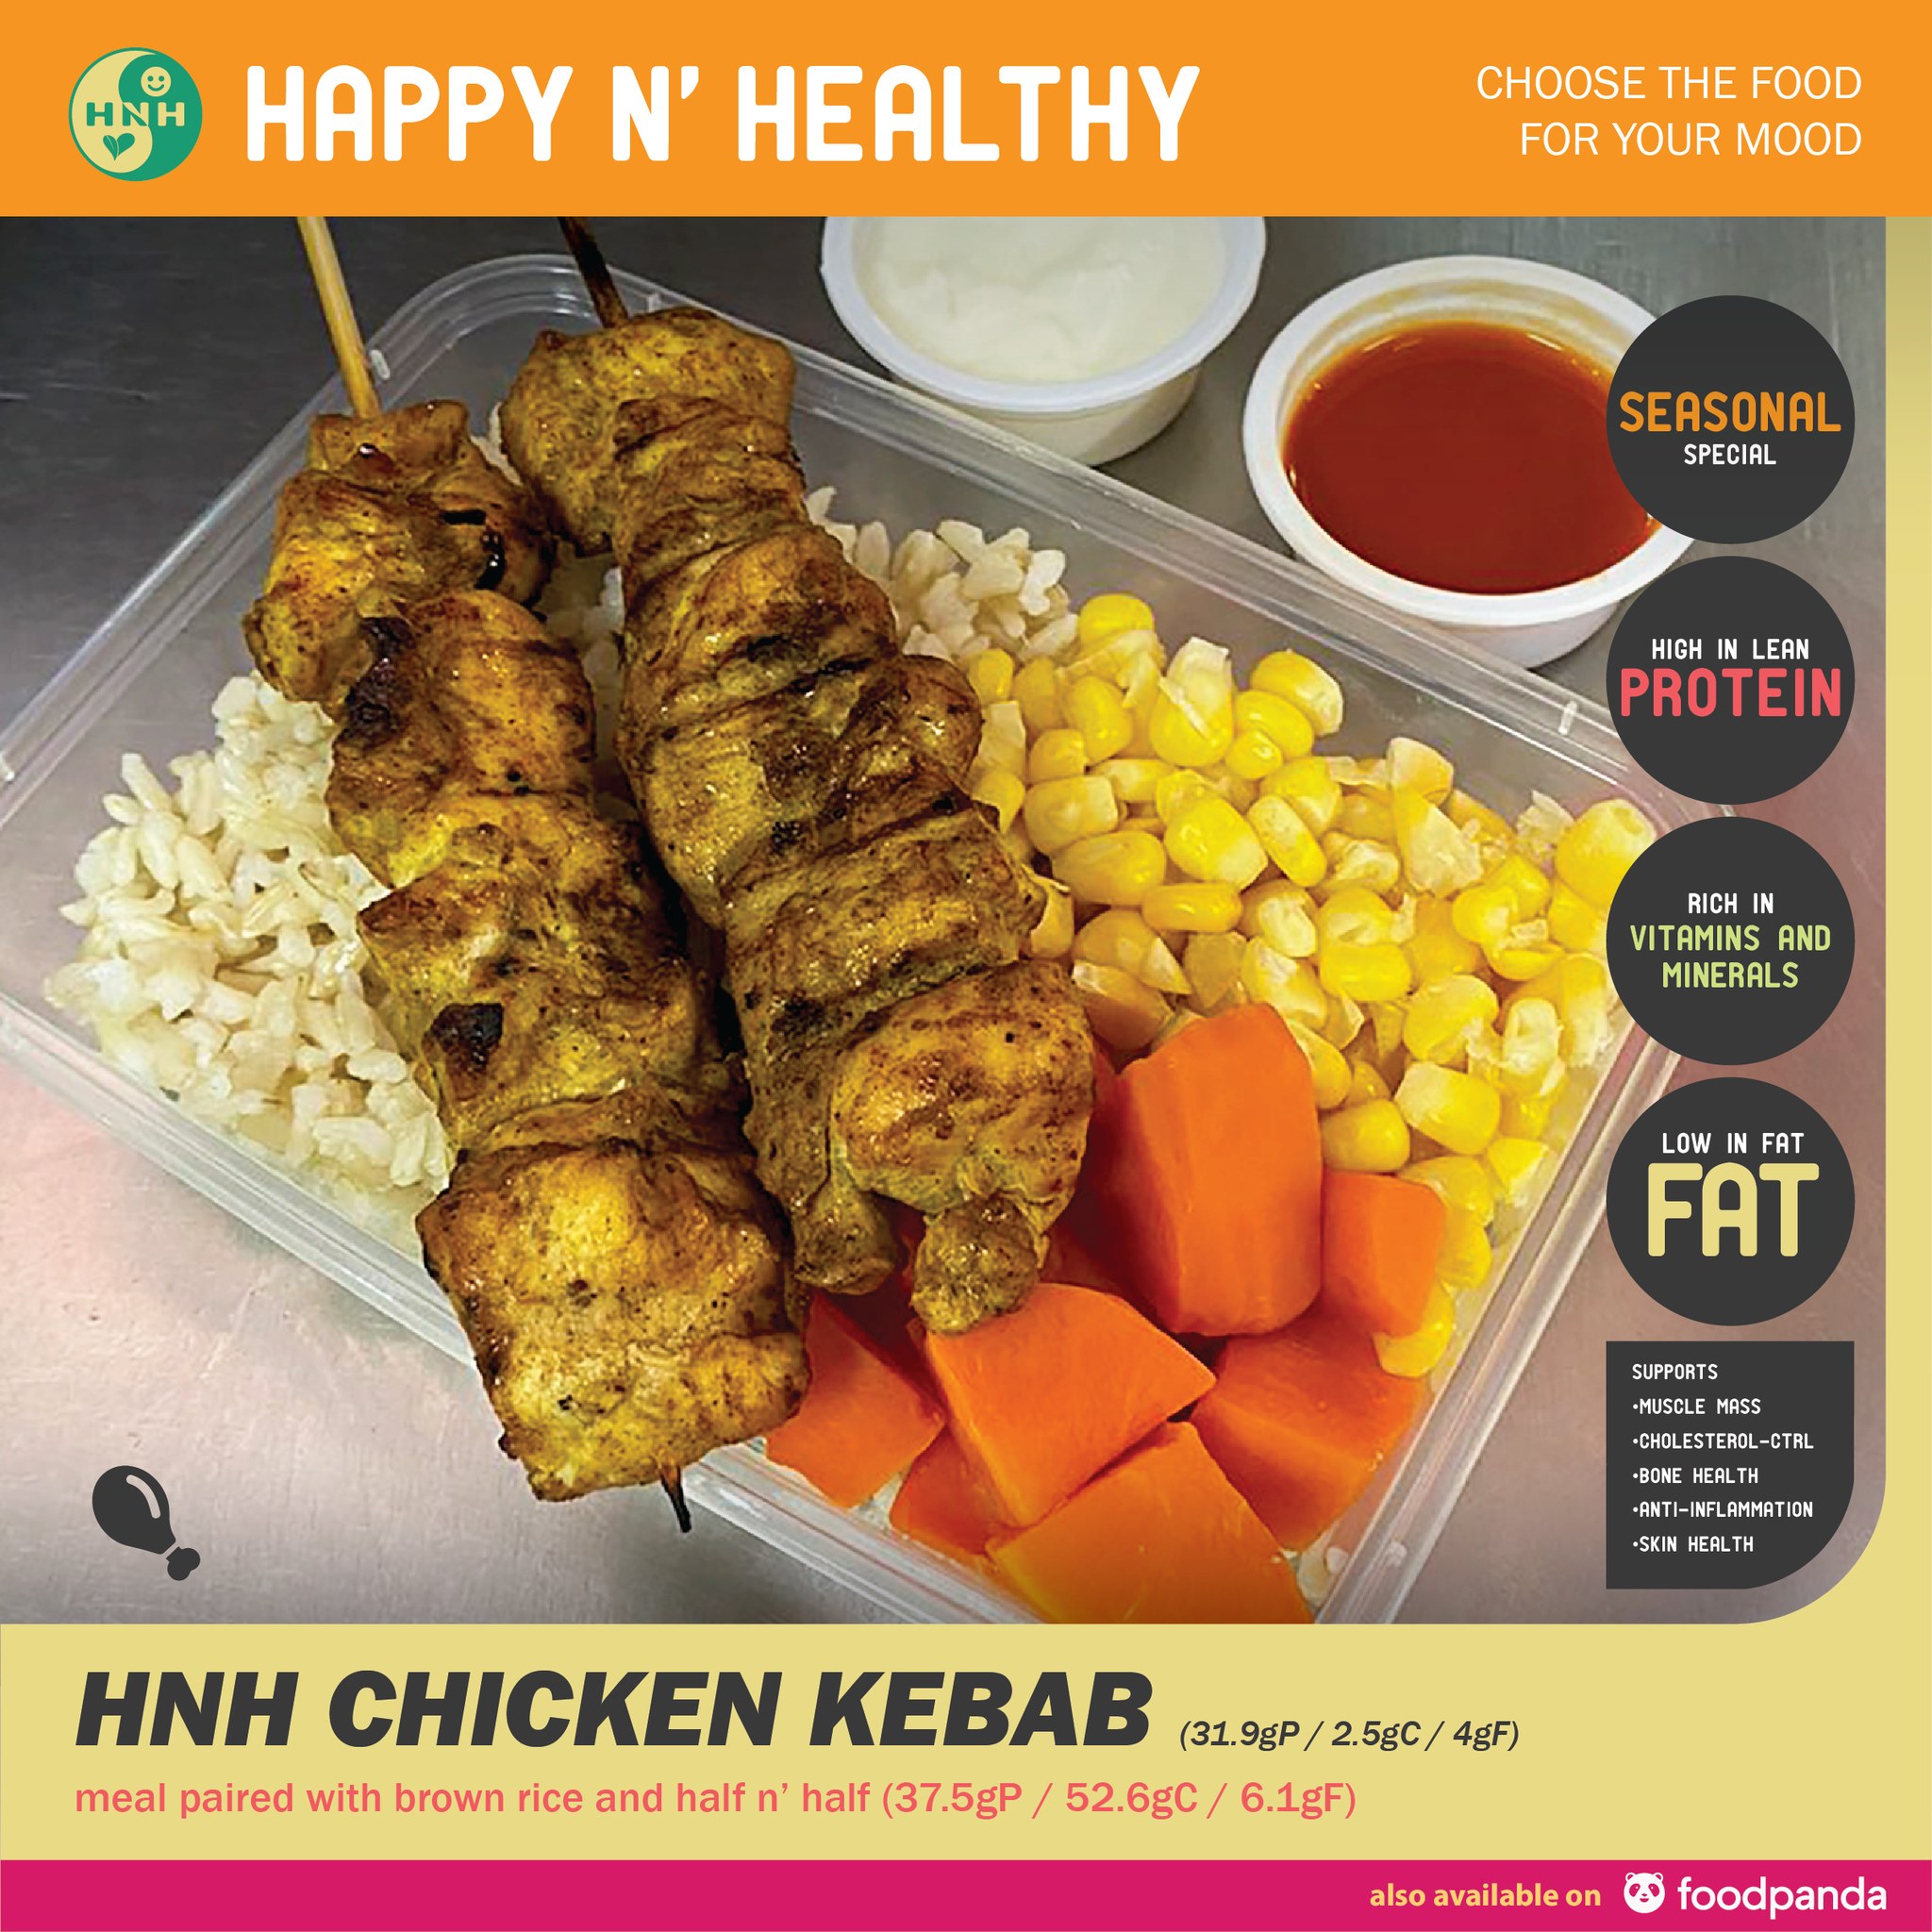 HNH
HAPPY N' HEALTHY
CHOOSE THE FOOD
FOR YOUR MOOD
SEASONAL
SPECIAL
HIGH IN LEAN
PROTEIN
RICH IN
VITAMINS AND
MINERALS
LOW IN FAT
FAT
SUPPORTS
•MUSCLE MASS
•CHOLESTEROL-CTRL
•BONE HEALTH
•ANTI-INFLAMMATION
•SKIN HEALTH
HNH CHICKEN KEBAB (31.9gP / 2.5gC / 4gF)
meal paired with brown rice and half n' half (37.5gP / 52.6gC / 6.1gF)
also available on foodpanda